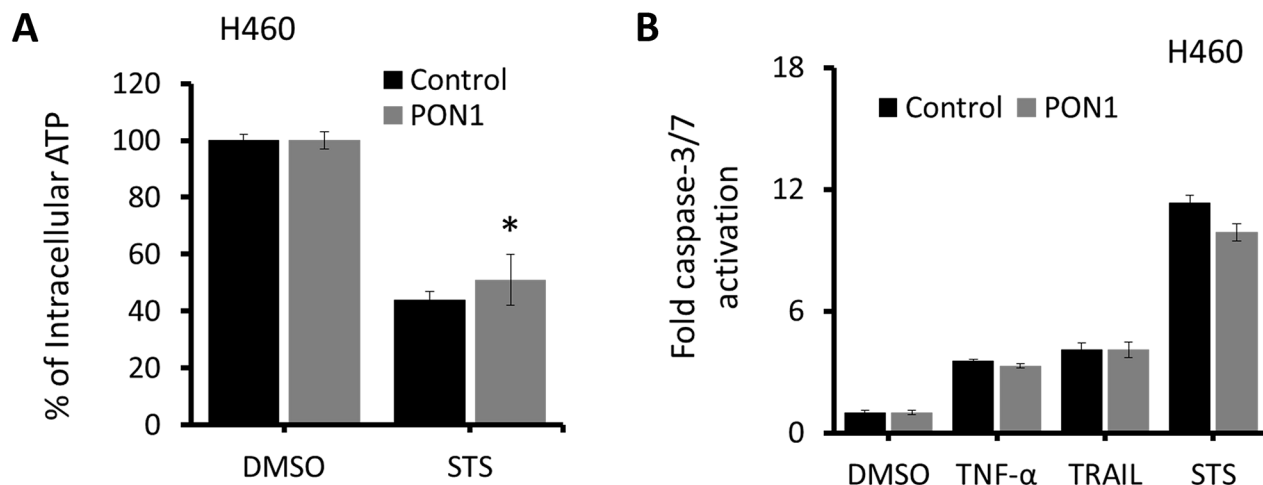 A
H460
Control
PON1
% of Intracellular ATP
120
100
80
60
40
20
0
*
DMSO STS
B
H460
Control PON1
Fold caspase-3/7
activation
18
12
6
0
DMSO TNF-α TRAIL STS